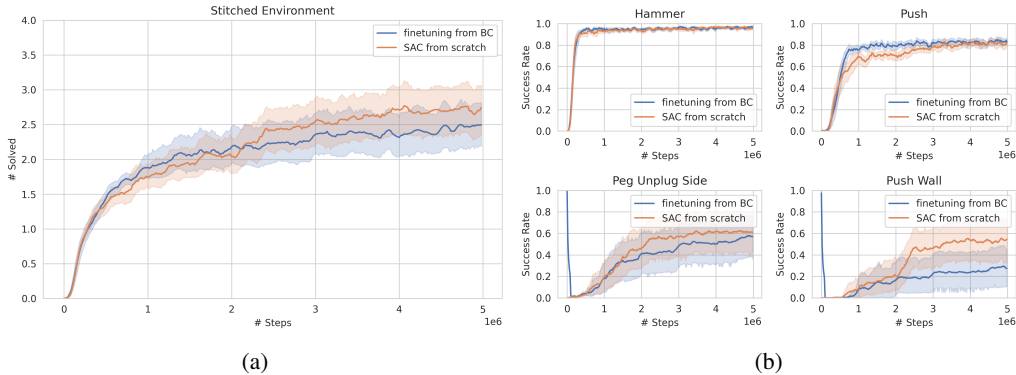 Stitched Environment
4.0
3.5
3.0
2.5
2.0
1.5
1.0
0.5
0.0
# Solved
finetuning from BC
SAC from scratch
0 1 2 3 4 5
# Steps
1e6
(a)
Hammer
1.0
0.8
0.6
0.4
0.2
0.0
Success Rate
finetuning from BC
SAC from scratch
0 1 2 3 4 5
# Steps
1e6
Push
1.0
0.8
0.6
0.4
0.2
0.0
Success Rate
finetuning from BC
SAC from scratch
0 1 2 3 4 5
# Steps
1e6
Peg Unplug Side
1.0
0.8
0.6
0.4
0.2
0.0
Success Rate
finetuning from BC
SAC from scratch
0 1 2 3 4 5
# Steps
1e6
Push Wall
1.0
0.8
0.6
0.4
0.2
0.0
Success Rate
finetuning from BC
SAC from scratch
0 1 2 3 4 5
# Steps
1e6
(b)